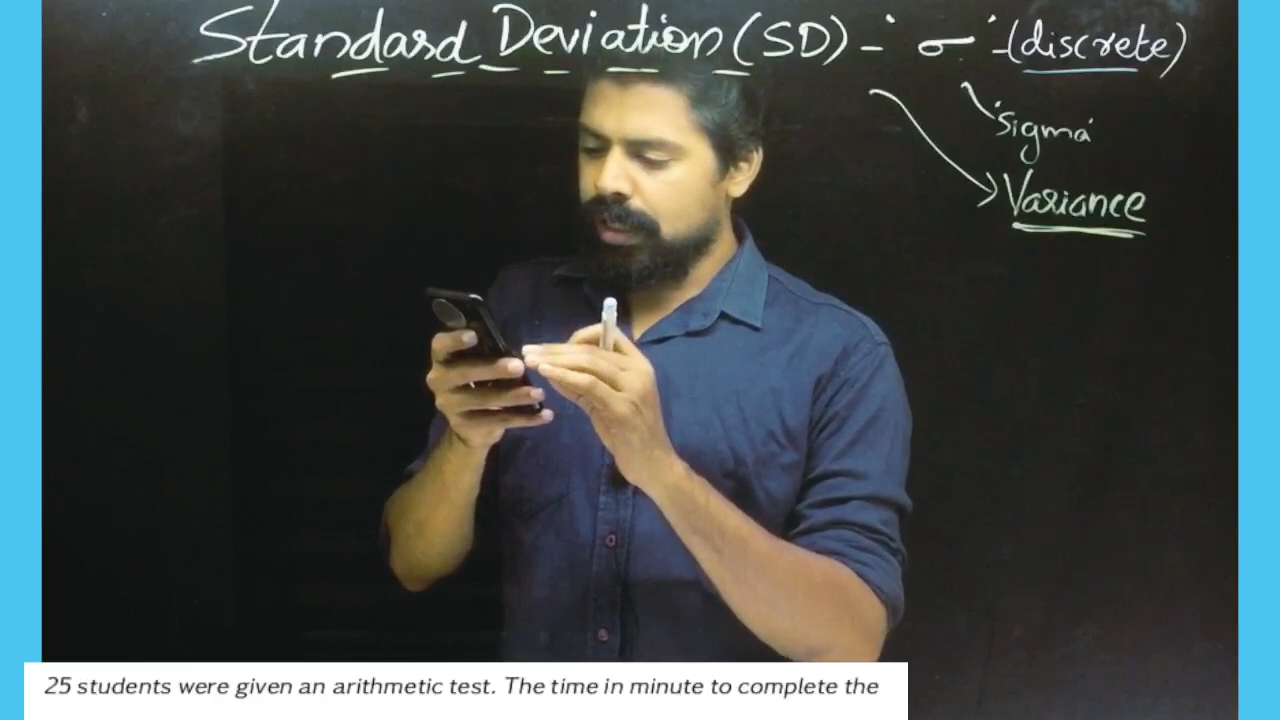 Standard Deviation (SD) - 'σ' - (discrete)
'sigma'
Variance
25 students were given an arithmetic test. The time in minute to complete the